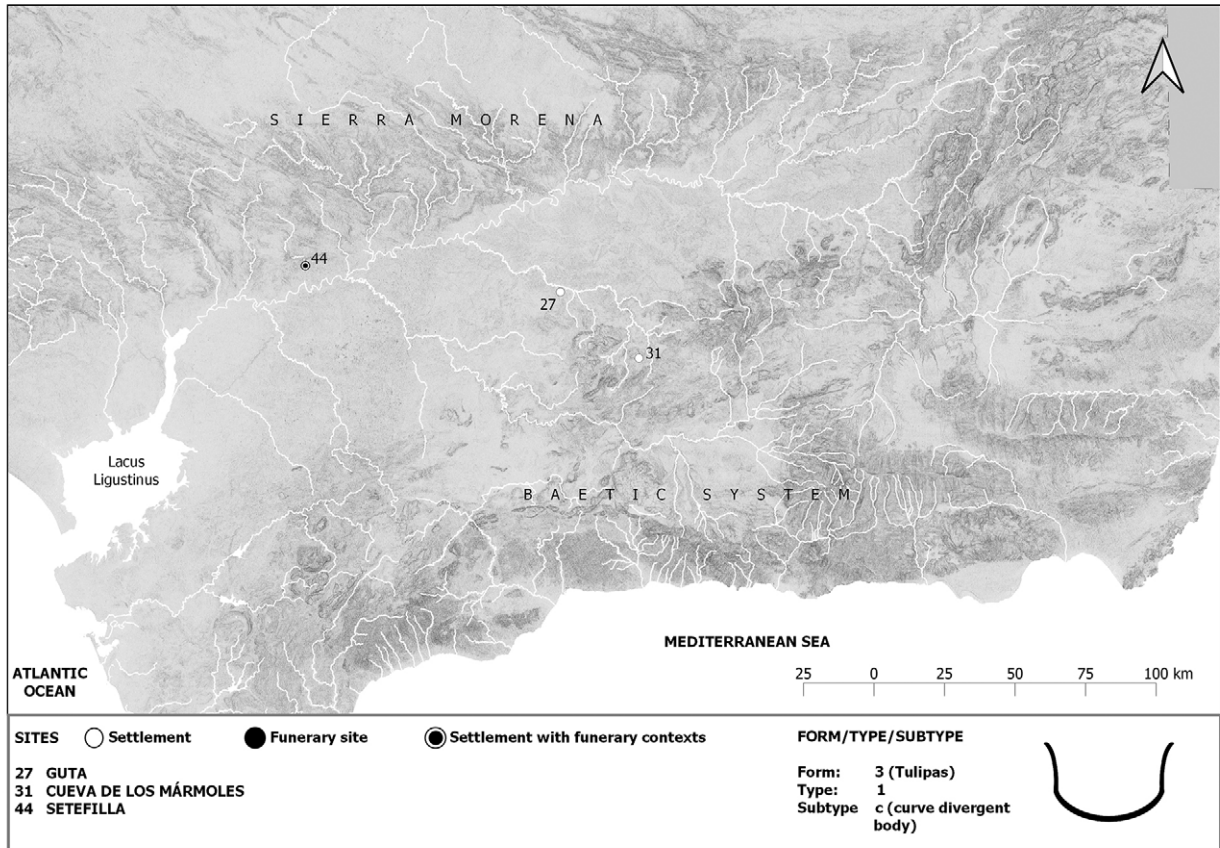 SIERRA MORENA
44
27
31
Lacus
Ligustinus
BAETIC SYSTEM
MEDITERRANEAN SEA
ATLANTIC
OCEAN
25 0 25 50 75 100 km
SITES Settlement Funerary site Settlement with funerary contexts
27 GUTA
31 CUEVA DE LOS MÁRMOLES
44 SETEFILLA
FORM/TYPE/SUBTYPE
Form: 3 (Tulipas)
Type: 1
Subtype c (curve divergent
body)